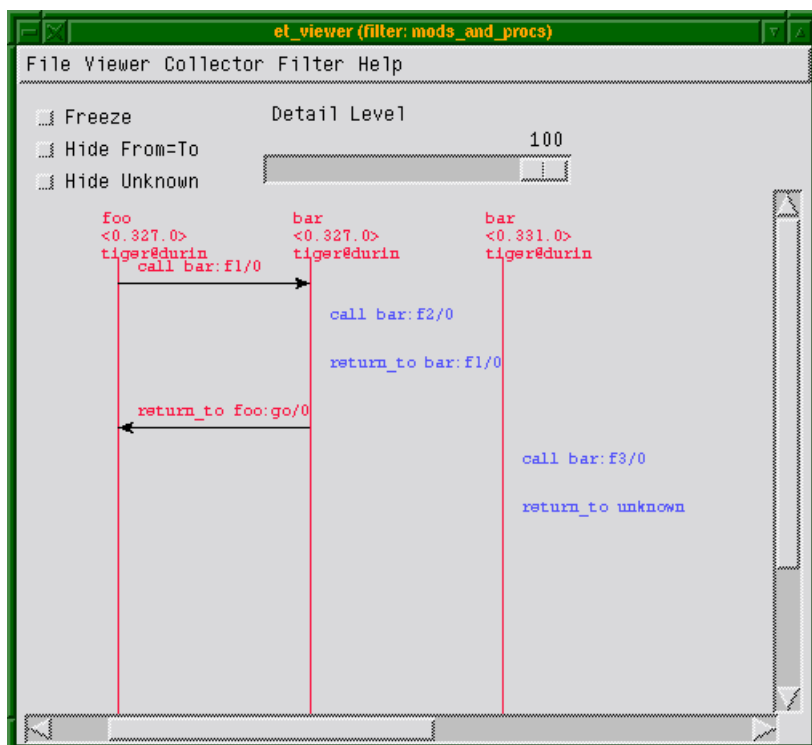 et_viewer (filter: mods_and_procs)
File Viewer Collector Filter Help
Freeze
Detail Level
Hide From=To
100
Hide Unknown
foo
<0.327.0>
tiger@durin
bar
<0.327.0>
tiger@durin
bar
<0.331.0>
tiger@durin
call bar:f1/0
call bar:f2/0
return_to bar:f1/0
return_to foo:go/0
call bar:f3/0
return_to unknown